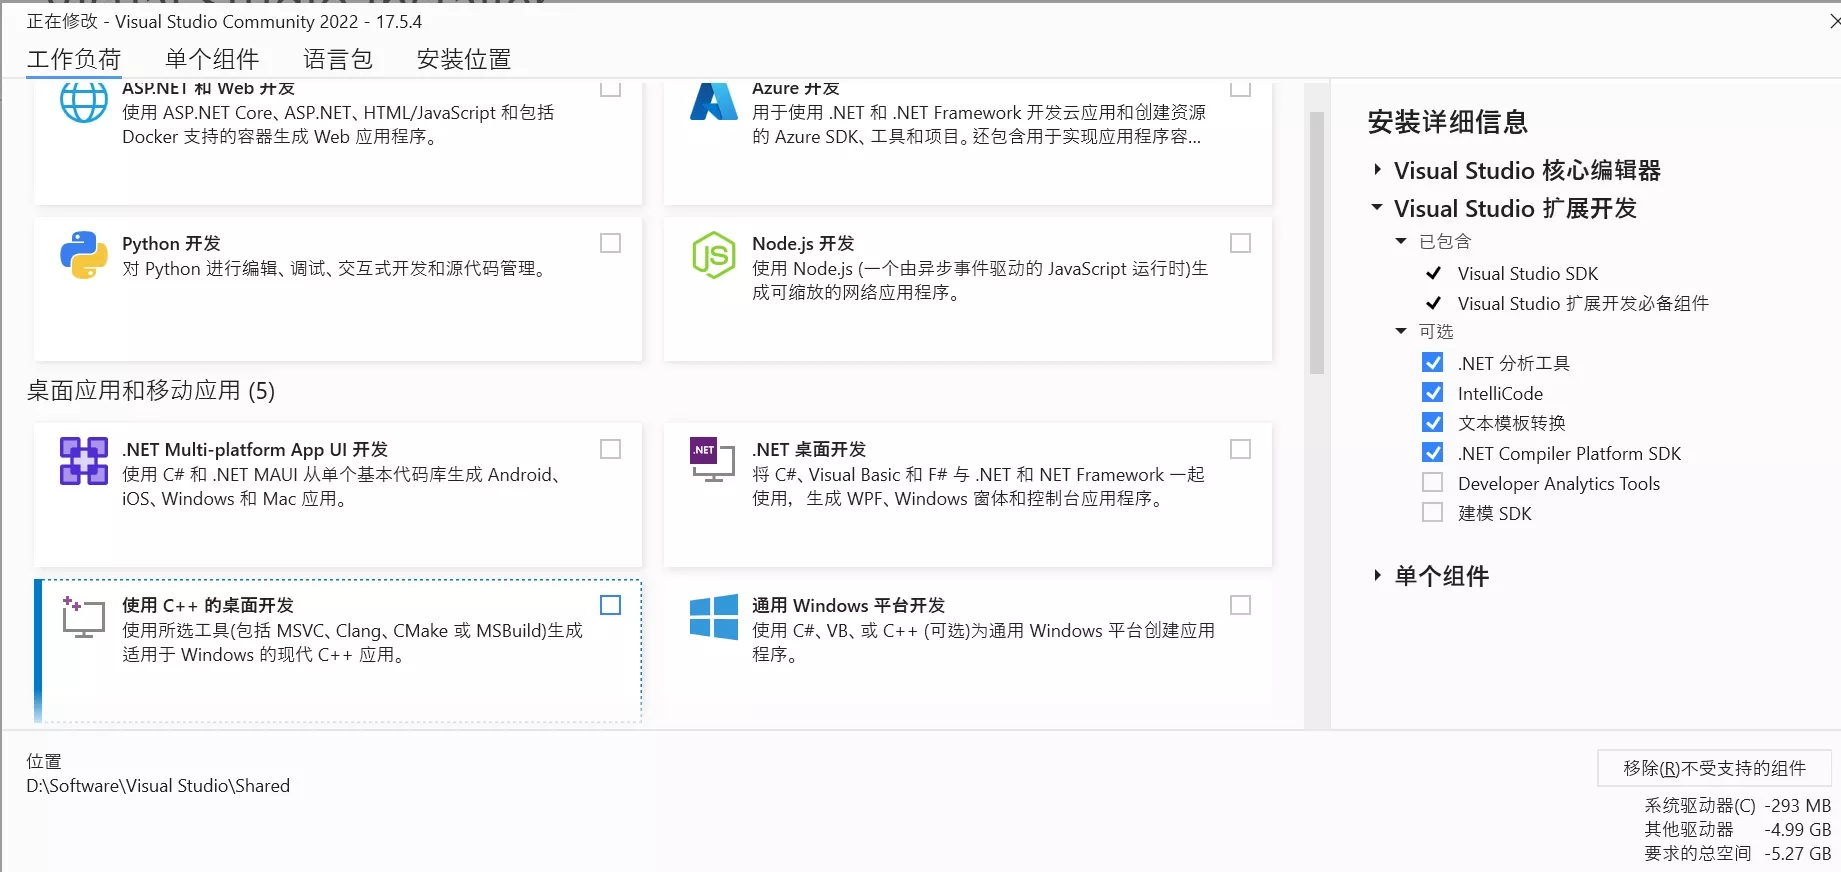 正在修改 - Visual Studio Community 2022 - 17.5.4
工作负荷 单个组件 语言包 安装位置
ASP.NET 和 Web 开发
使用 ASP.NET Core、ASP.NET、HTML/JavaScript 和包括
Docker 支持的容器生成 Web 应用程序。
Azure 开发
用于使用 .NET 和 .NET Framework 开发云应用和创建资源
的 Azure SDK、工具和项目。还包含用于实现应用程序容...
Python 开发
对 Python 进行编辑、调试、交互式开发和源代码管理。
Node.js 开发
使用 Node.js (一个由异步事件驱动的 JavaScript 运行时)生
成可缩放的网络应用程序。
桌面应用和移动应用 (5)
.NET Multi-platform App UI 开发
使用 C# 和 .NET MAUI 从单个基本代码库生成 Android、
iOS、Windows 和 Mac 应用。
.NET
.NET 桌面开发
将 C#、Visual Basic 和 F# 与 .NET 和 NET Framework 一起
使用，生成 WPF、Windows 窗体和控制台应用程序。
使用 C++ 的桌面开发
使用所选工具(包括 MSVC、Clang、CMake 或 MSBuild)生成
适用于 Windows 的现代 C++ 应用。
通用 Windows 平台开发
使用 C#、VB、或 C++ (可选)为通用 Windows 平台创建应用
程序。
安装详细信息
Visual Studio 核心编辑器
Visual Studio 扩展开发
已包含
Visual Studio SDK
Visual Studio 扩展开发必备组件
可选
.NET 分析工具
IntelliCode
文本模板转换
.NET Compiler Platform SDK
Developer Analytics Tools
建模 SDK
单个组件
位置
D:\Software\Visual Studio\Shared
移除(R)不受支持的组件
系统驱动器(C) -293 MB
其他驱动器 -4.99 GB
要求的总空间 -5.27 GB